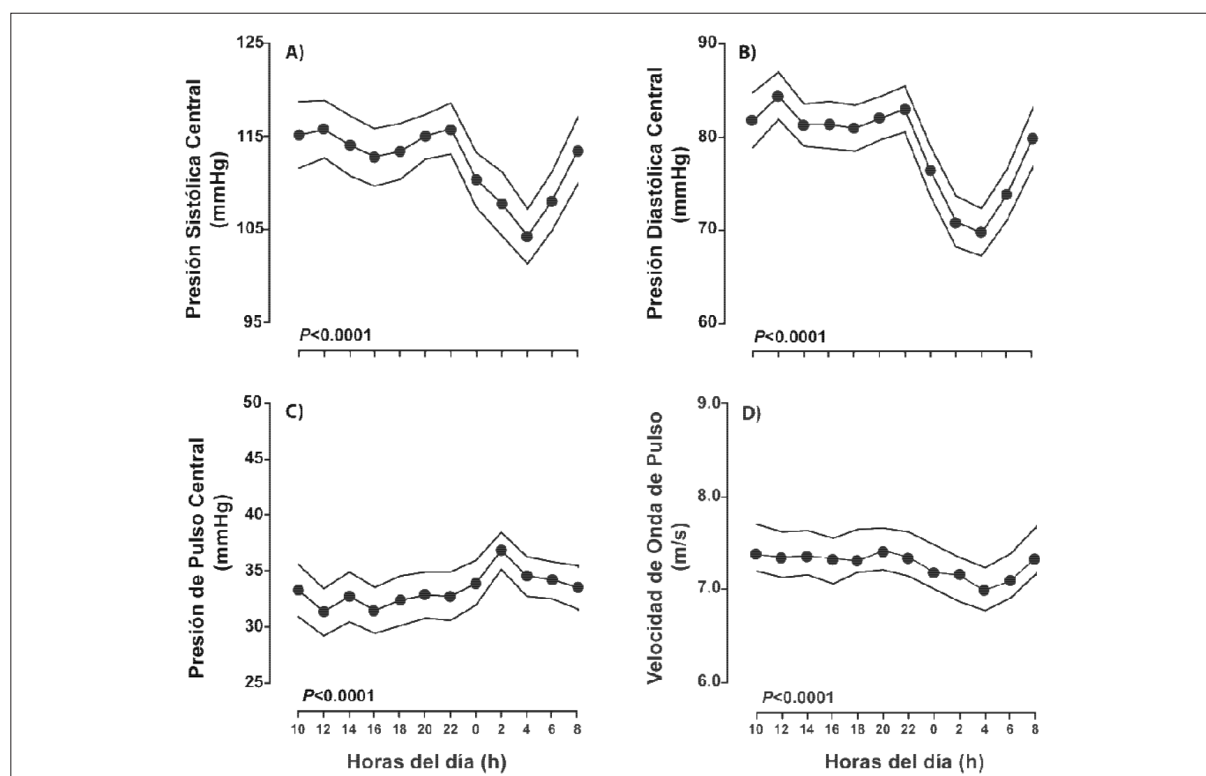 A)
Presión Sistólica Central
(mmHg)
125
115
105
95
P<0.0001
B)
Presión Diastólica Central
(mmHg)
90
80
70
60
P<0.0001
C)
Presión de Pulso Central
(mmHg)
50
45
40
35
30
25
P<0.0001
10 12 14 16 18 20 22 0 2 4 6 8
Horas del día (h)
D)
Velocidad de Onda de Pulso
(m/s)
9.0
8.0
7.0
6.0
P<0.0001
10 12 14 16 18 20 22 0 2 4 6 8
Horas del día (h)